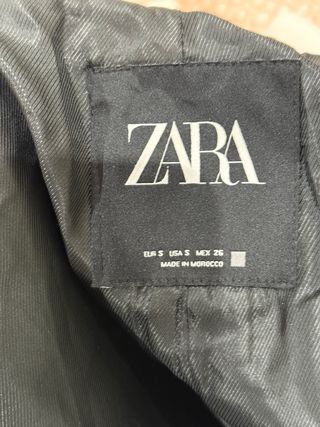 ZARA
EUR S USA S MEX 26
MADE IN MOROCCO